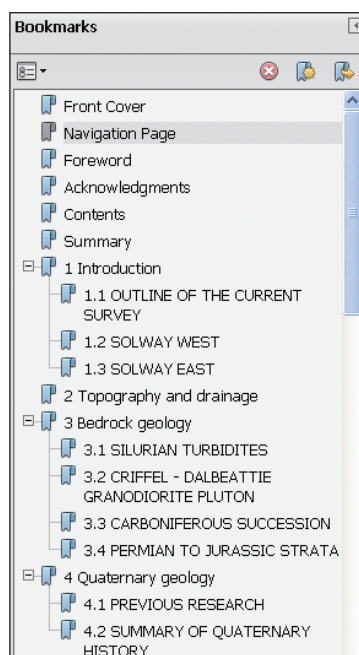 Bookmarks
Front Cover
Navigation Page
Foreword
Acknowledgments
Contents
Summary
1 Introduction
1.1 OUTLINE OF THE CURRENT
SURVEY
1.2 SOLWAY WEST
1.3 SOLWAY EAST
2 Topography and drainage
3 Bedrock geology
3.1 SILURIAN TURBIDITES
3.2 CRIFFEL - DALBEATTIE
GRANODIORITE PLUTON
3.3 CARBONIFEROUS SUCCESSION
3.4 PERMIAN TO JURASSIC STRATA
4 Quaternary geology
4.1 PREVIOUS RESEARCH
4.2 SUMMARY OF QUATERNARY
HISTORY